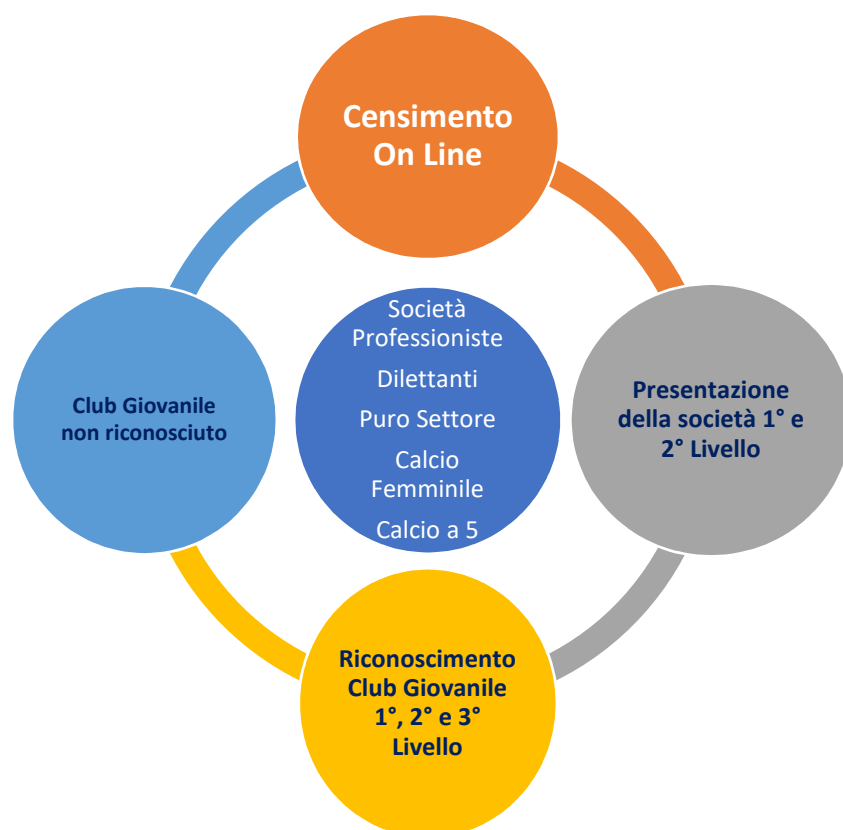 Censimento
On Line
Club Giovanile
non riconosciuto
Società
Professioniste
Dilettanti
Puro Settore
Calcio
Femminile
Calcio a 5
Presentazione
della società 1° e
2° Livello
Riconoscimento
Club Giovanile
1°, 2° e 3°
Livello